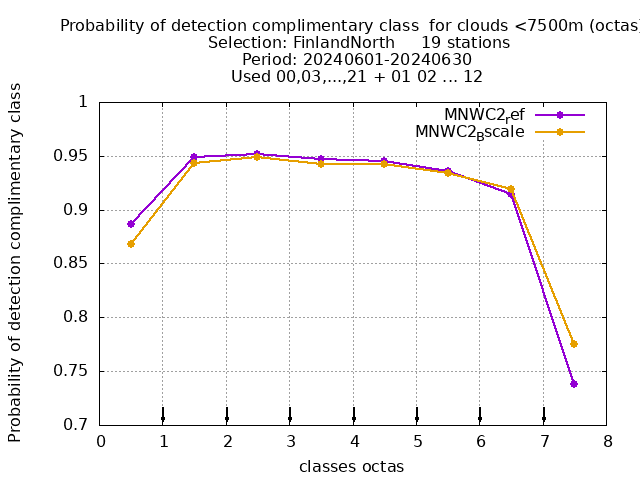 Probability of detection complimentary class  for clouds <7500m (octas)
Selection: FinlandNorth     19 stations
Period: 20240601-20240630
Used 00,03,...,21 + 01 02 ... 12
MNWC2ref
MNWC2Bscale
Probability of detection complimentary class
1
0.95
0.9
0.85
0.8
0.75
0.7
0 1 2 3 4 5 6 7 8
classes octas